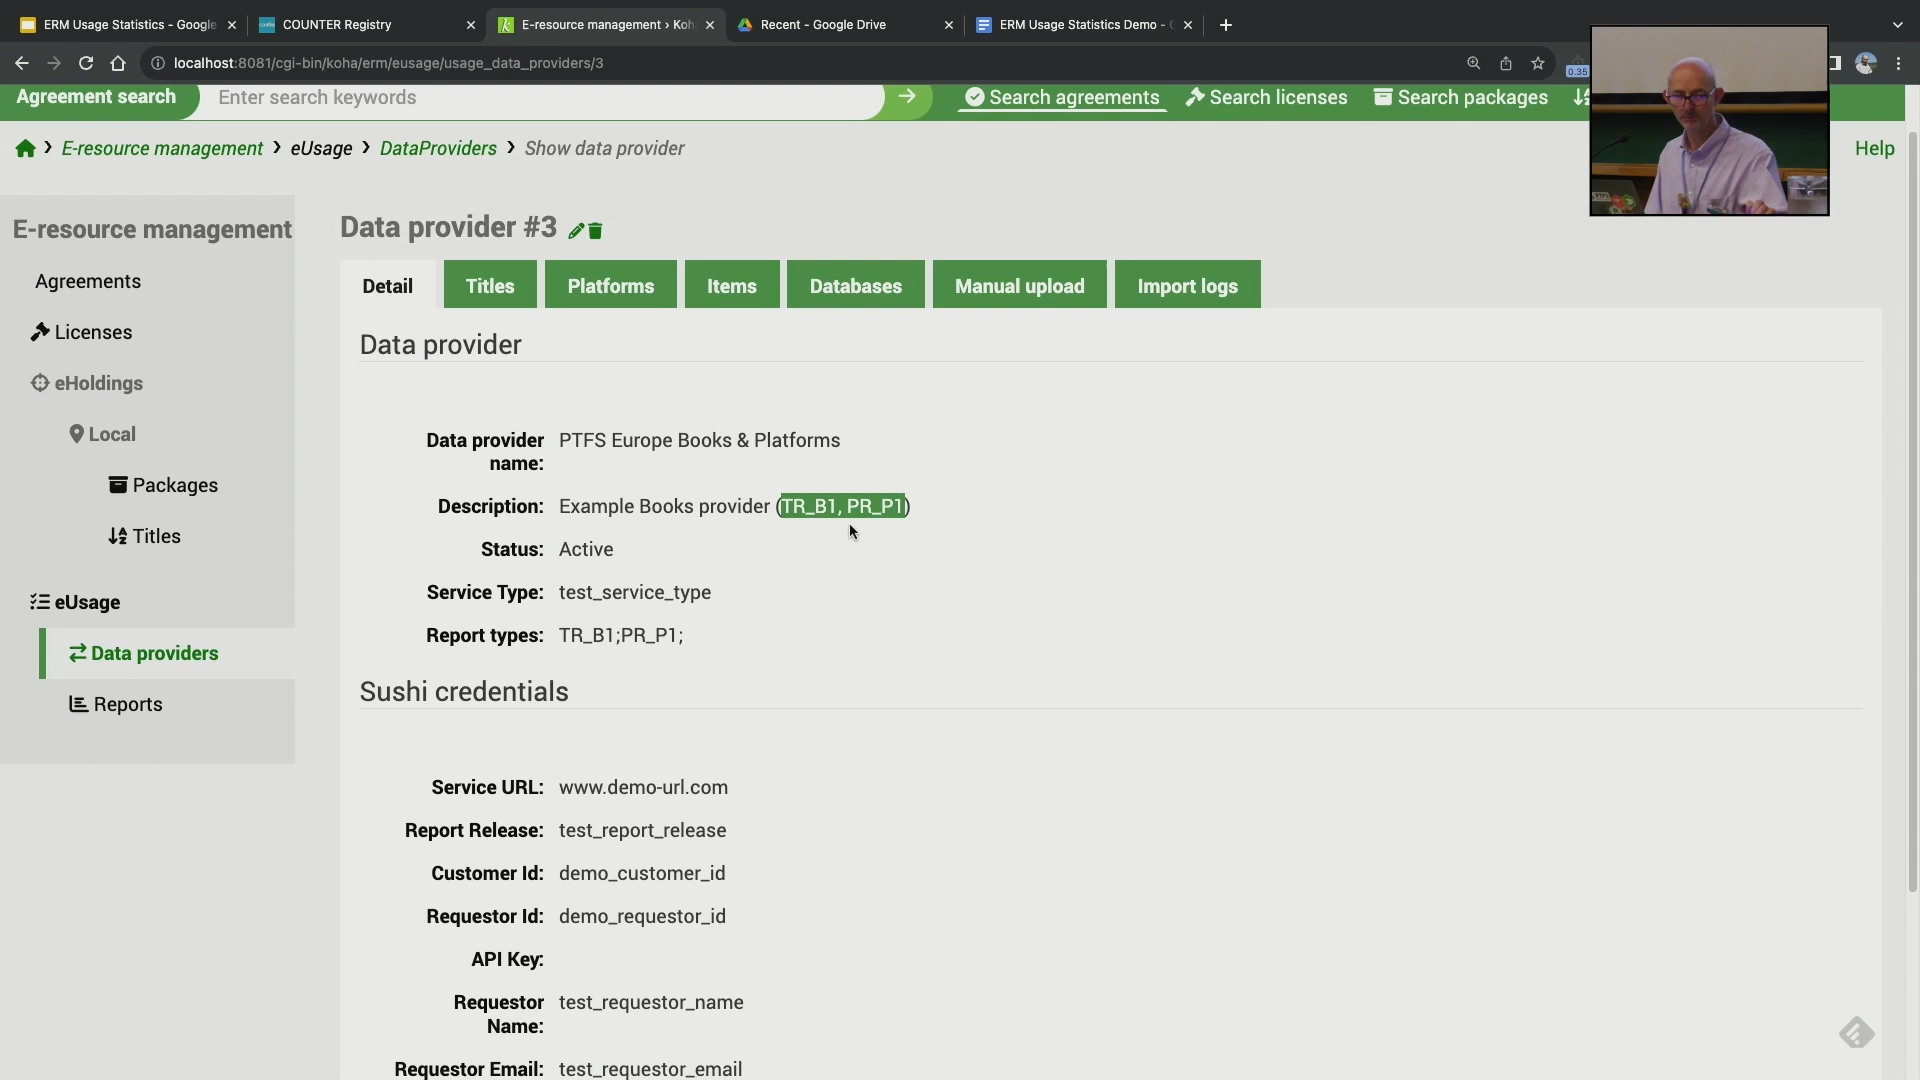 ERM Usage Statistics - Google
COUNTER Registry
E-resource management › Koh
Recent - Google Drive
ERM Usage Statistics Demo -
localhost:8081/cgi-bin/koha/erm/eusage/usage_data_providers/3
0.35
Agreement search
Enter search keywords
Search agreements
Search licenses
Search packages
E-resource management
eUsage
DataProviders
Show data provider
Help
E-resource management
Agreements
Licenses
eHoldings
Local
Packages
Titles
eUsage
Data providers
Reports
Data provider #3
Detail
Titles
Platforms
Items
Databases
Manual upload
Import logs
Data provider
Data provider name: PTFS Europe Books & Platforms
Description: Example Books provider (TR_B1, PR_P1)
Status: Active
Service Type: test_service_type
Report types: TR_B1;PR_P1;
Sushi credentials
Service URL: www.demo-url.com
Report Release: test_report_release
Customer Id: demo_customer_id
Requestor Id: demo_requestor_id
API Key:
Requestor Name: test_requestor_name
Requestor Email: test_requestor_email